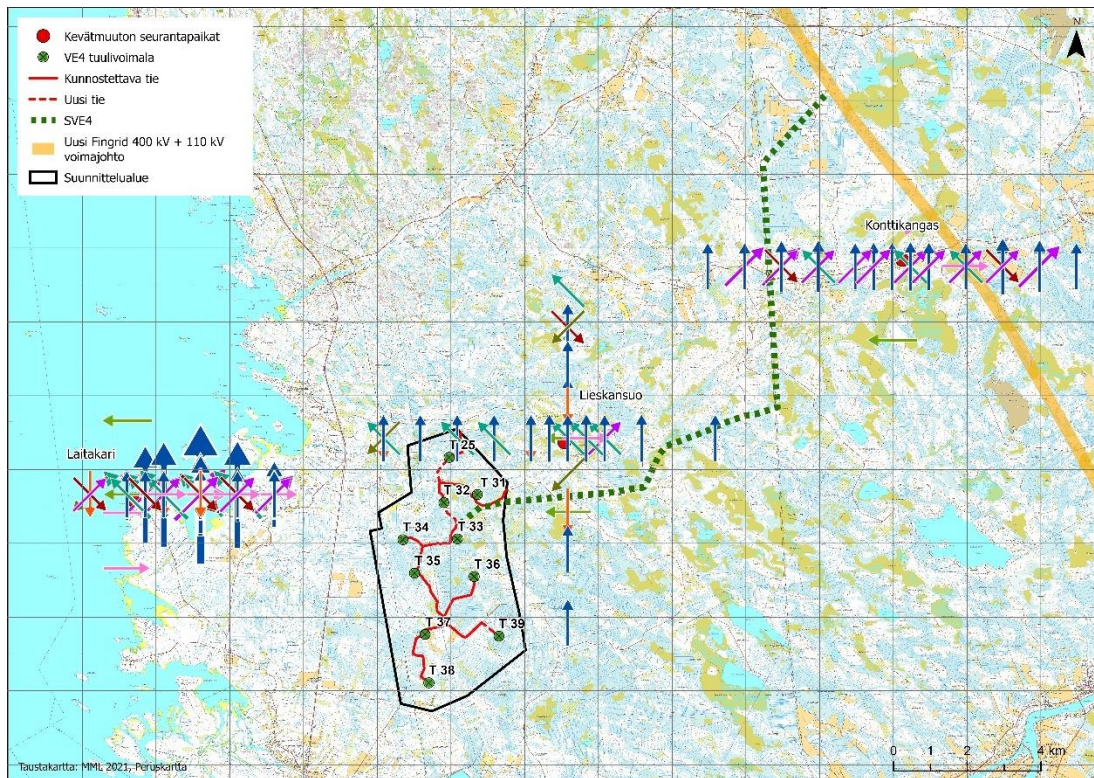 Kevätmuuton seurantapaikat
VE4 tuulivoimala
Kunnostettava tie
Uusi tie
SVE4
Uusi Fingrid 400 kV + 110 kV
voimajohto
Suunnittelualue
N
Konttikangas
Lieskansuo
Laitakari
T 25
T 31
T 32
T 33
T 34
T 35
T 36
T 37
T 39
T 38
0 1 2 4 km
Taustakartta: MML 2021, Peruskartta